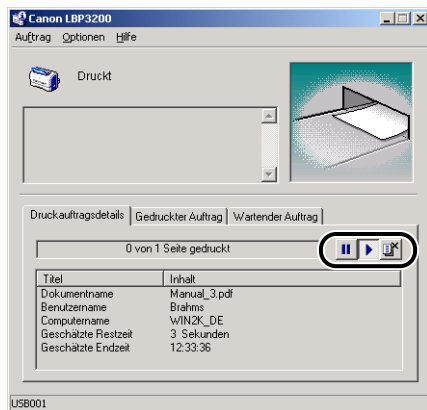 Canon LBP3200
Auftrag Optionen Hilfe
Druckt
Druckauftragsdetails Gedruckter Auftrag Wartender Auftrag
0 von 1 Seite gedruckt
Titel Inhalt
Dokumentname Manual_3.pdf
Benutzername Brahms
Computername WIN2K_DE
Geschätzte Restzeit 3 Sekunden
Geschätzte Endzeit 12:33:36
USB001